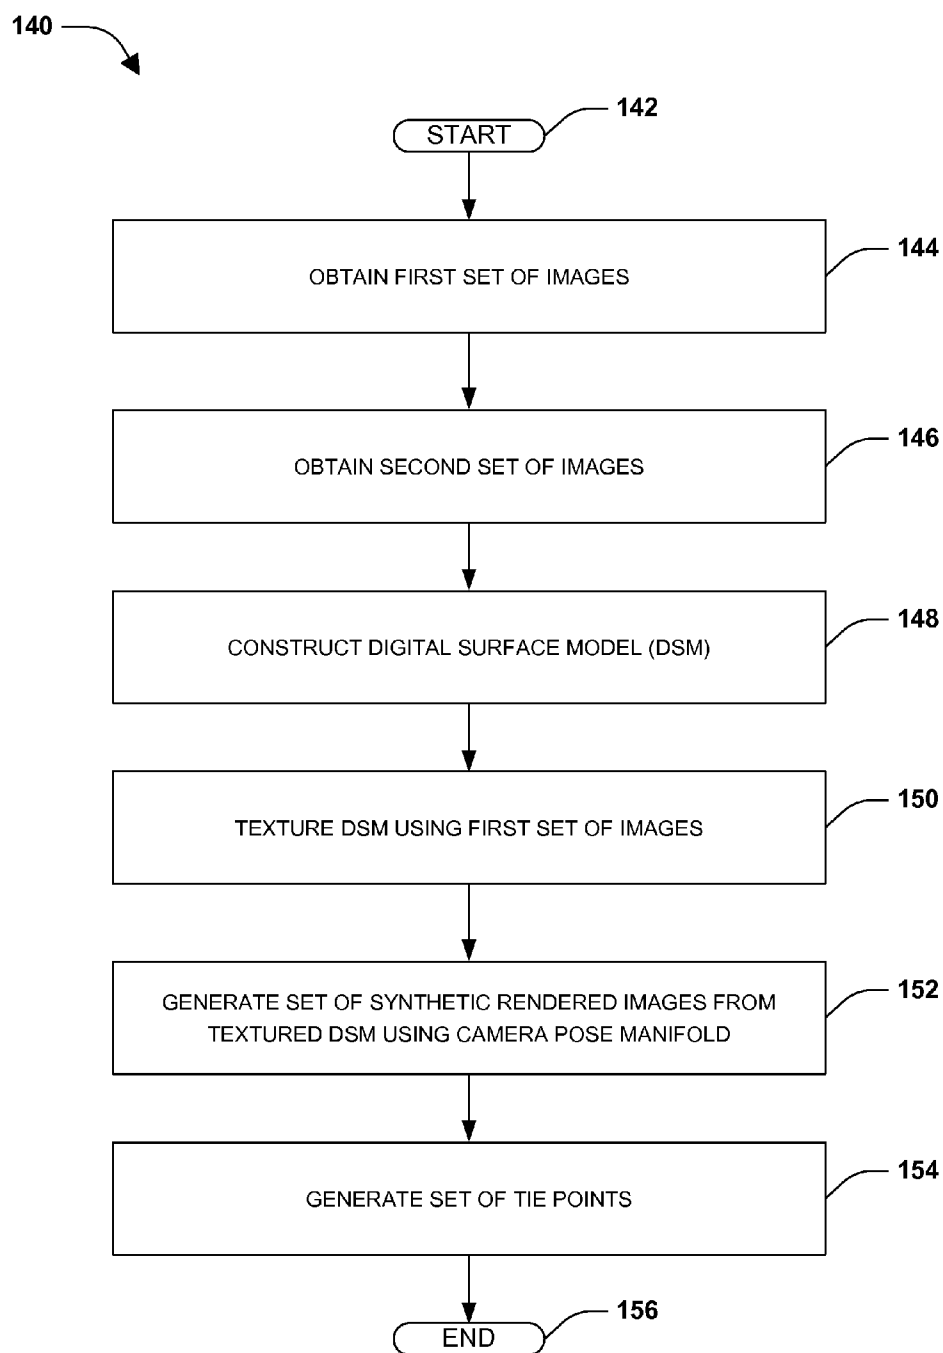 140
142
START
144
OBTAIN FIRST SET OF IMAGES
146
OBTAIN SECOND SET OF IMAGES
148
CONSTRUCT DIGITAL SURFACE MODEL (DSM)
150
TEXTURE DSM USING FIRST SET OF IMAGES
152
GENERATE SET OF SYNTHETIC RENDERED IMAGES FROM
TEXTURED DSM USING CAMERA POSE MANIFOLD
154
GENERATE SET OF TIE POINTS
156
END